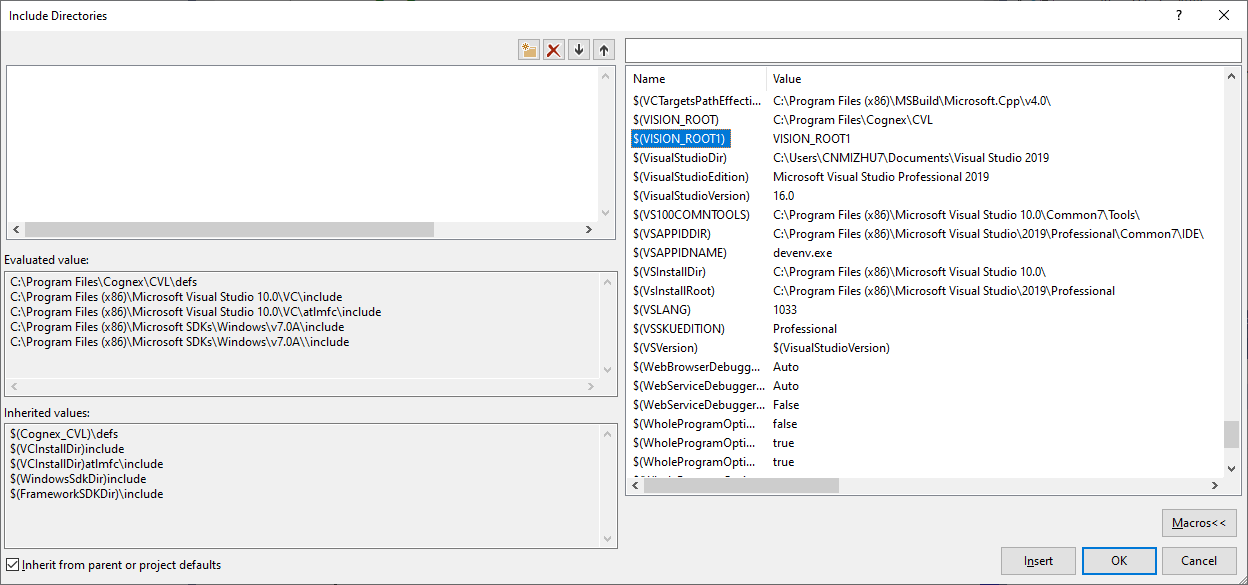 Include Directories
Evaluated value:
C:\Program Files\Cognex\CVL\defs
C:\Program Files (x86)\Microsoft Visual Studio 10.0\VC\include
C:\Program Files (x86)\Microsoft Visual Studio 10.0\VC\atlmfc\include
C:\Program Files (x86)\Microsoft SDKs\Windows\v7.0A\include
C:\Program Files (x86)\Microsoft SDKs\Windows\v7.0A\\include
Inherited values:
$(Cognex_CVL)\defs
$(VCInstallDir)include
$(VCInstallDir)atlmfc\include
$(WindowsSdkDir)include
$(FrameworkSDKDir)\include
Inherit from parent or project defaults
Name Value
$(VCTargetsPathEffecti... C:\Program Files (x86)\MSBuild\Microsoft.Cpp\v4.0\
$(VISION_ROOT) C:\Program Files\Cognex\CVL
$(VISION_ROOT1) VISION_ROOT1
$(VisualStudioDir) C:\Users\CNMIZHU7\Documents\Visual Studio 2019
$(VisualStudioEdition) Microsoft Visual Studio Professional 2019
$(VisualStudioVersion) 16.0
$(VS100COMNTOOLS) C:\Program Files (x86)\Microsoft Visual Studio 10.0\Common7\Tools\
$(VSAPPIDDIR) C:\Program Files (x86)\Microsoft Visual Studio\2019\Professional\Common7\IDE\
$(VSAPPIDNAME) devenv.exe
$(VSInstallDir) C:\Program Files (x86)\Microsoft Visual Studio 10.0\
$(VsInstallRoot) C:\Program Files (x86)\Microsoft Visual Studio\2019\Professional
$(VSLANG) 1033
$(VSSKUEDITION) Professional
$(VSVersion) $(VisualStudioVersion)
$(WebBrowserDebugg... Auto
$(WebServiceDebugger... Auto
$(WebServiceDebugger... False
$(WholeProgramOpti... false
$(WholeProgramOpti... true
$(WholeProgramOpti... true
Macros<<
Insert OK Cancel